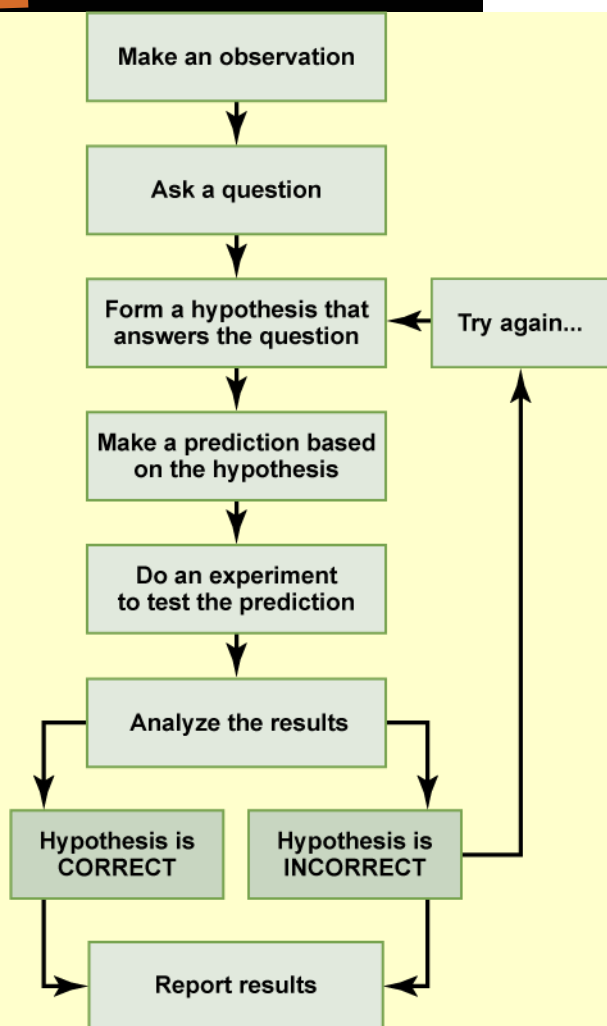 Make an observation
Ask a question
Form a hypothesis that
answers the question
Try again...
Make a prediction based
on the hypothesis
Do an experiment
to test the prediction
Analyze the results
Hypothesis is
CORRECT
Hypothesis is
INCORRECT
Report results